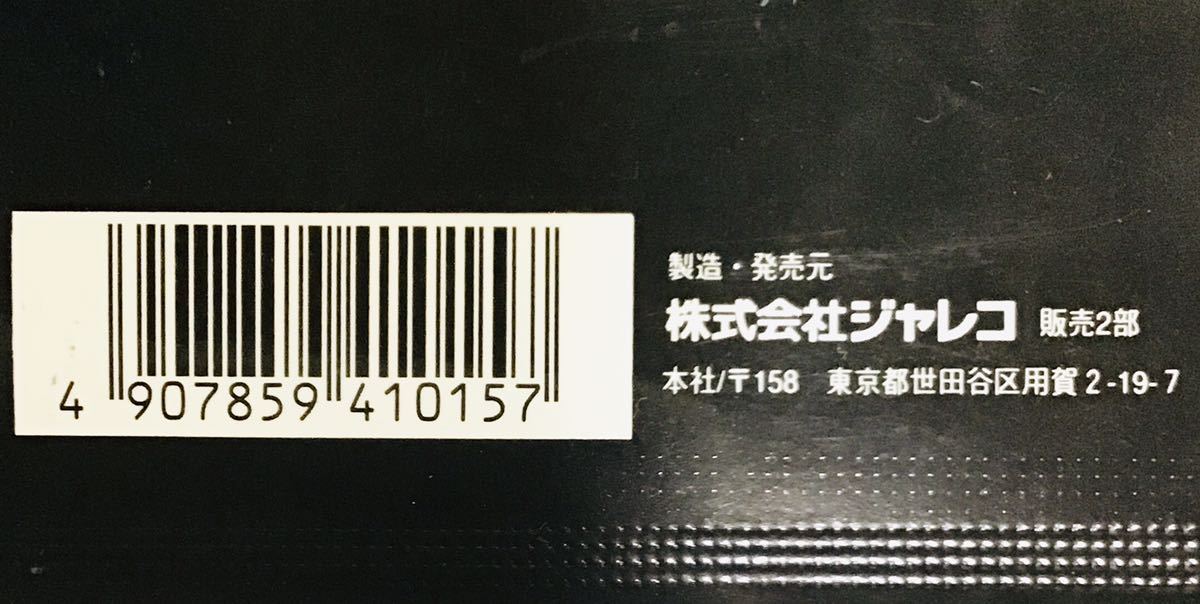 4 907859 410157
製造・発売元
株式会社ジャレコ 販売2部
本社/〒158 東京都世田谷区用賀2-19-7